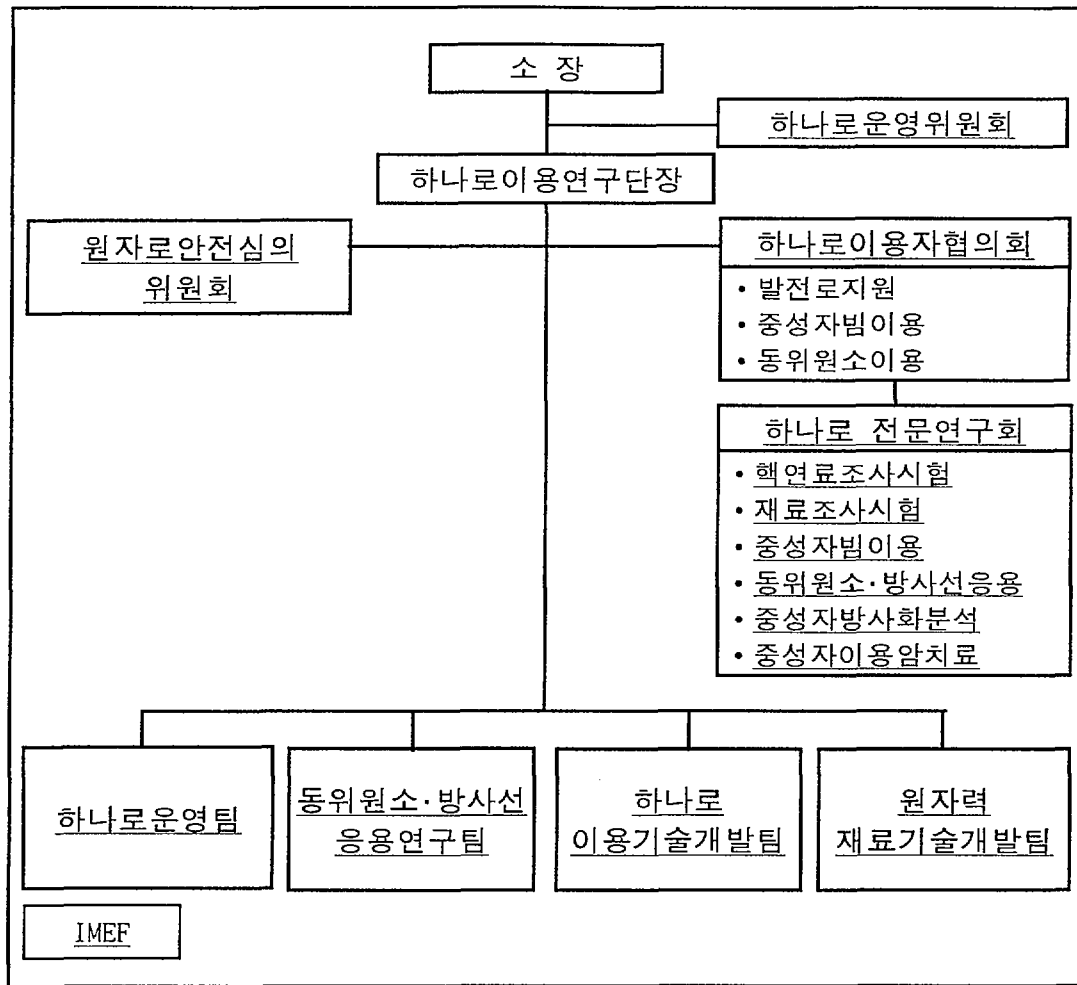 소 장
하나로운영위원회
하나로이용연구단장
원자로안전심의
위원회
하나로이용자협의회
• 발전로지원
• 중성자빔이용
• 동위원소이용
하나로 전문연구회
• 핵연료조사시험
• 재료조사시험
• 중성자빔이용
• 동위원소·방사선응용
• 중성자방사화분석
• 중성자이용암치료
하나로운영팀
동위원소·방사선
응용연구팀
하나로
이용기술개발팀
원자력
재료기술개발팀
IMEF